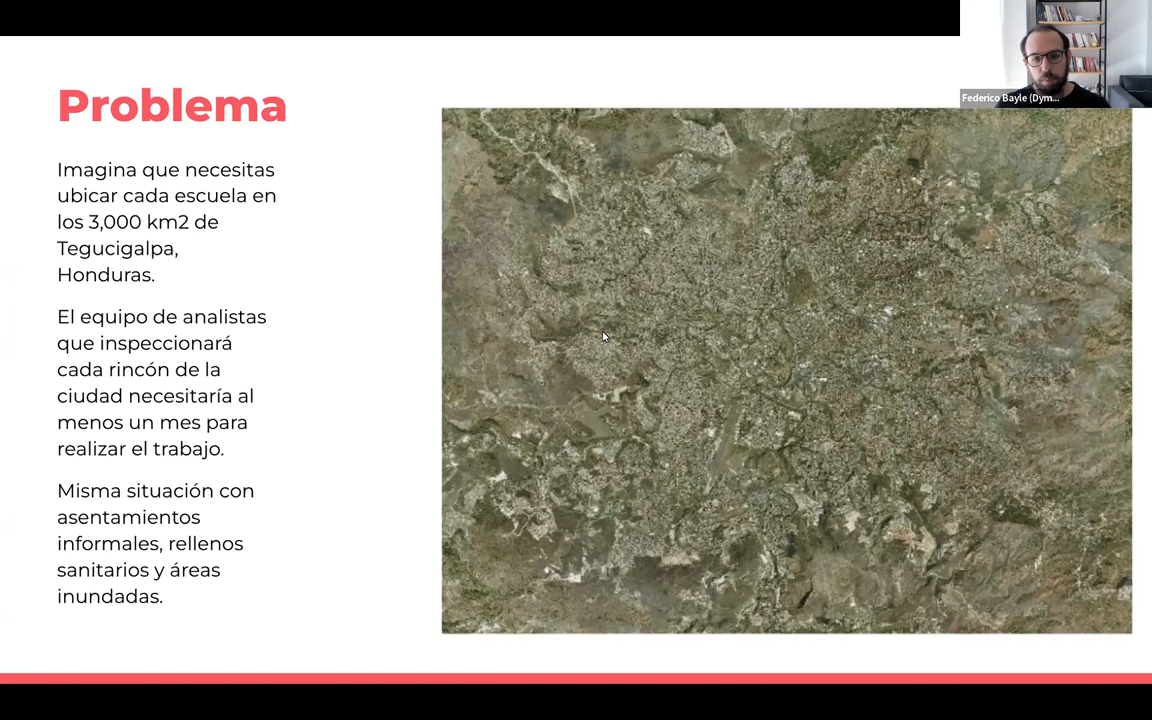 Problema
Imagina que necesitas
ubicar cada escuela en
los 3,000 km2 de
Tegucigalpa,
Honduras.
El equipo de analistas
que inspeccionará
cada rincón de la
ciudad necesitaría al
menos un mes para
realizar el trabajo.
Misma situación con
asentamientos
informales, rellenos
sanitarios y áreas
inundadas.
Federico Bayle (Dym...